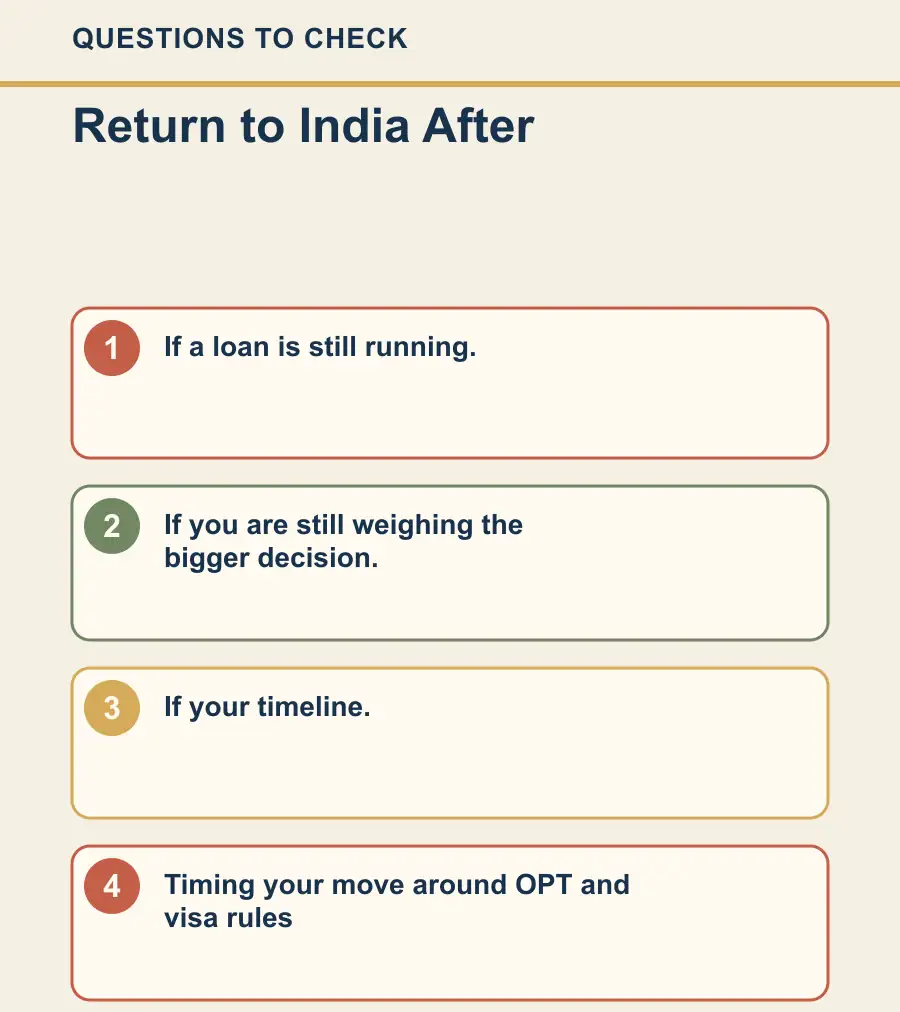 QUESTIONS TO CHECK
Return to India After
1
If a loan is still running.
2
If you are still weighing the
bigger decision.
3
If your timeline.
4
Timing your move around OPT and
visa rules